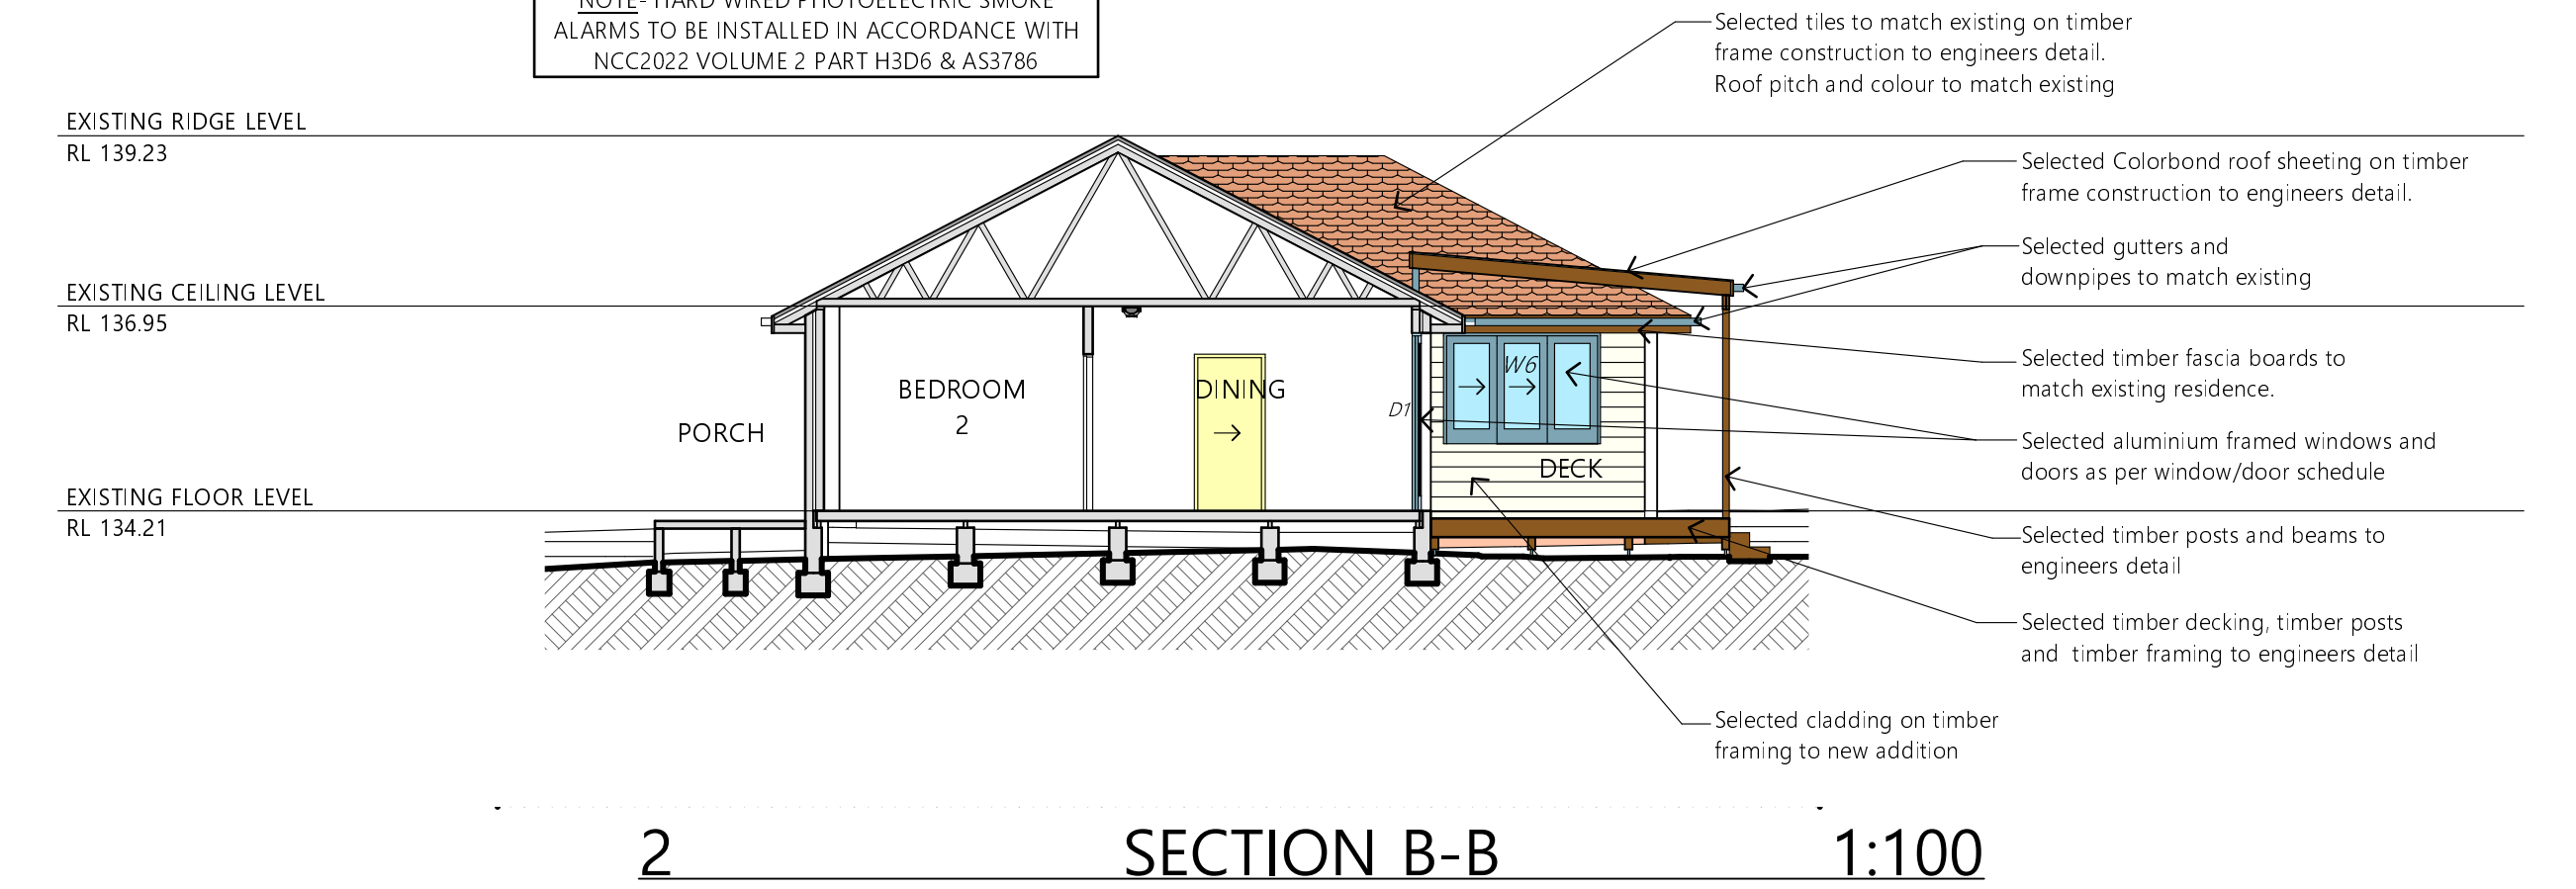 NOTE- HARD WIRED PHOTOELECTRIC SMOKE
ALARMS TO BE INSTALLED IN ACCORDANCE WITH
NCC2022 VOLUME 2 PART H3D6 & AS3786
Selected tiles to match existing on timber
frame construction to engineers detail.
Roof pitch and colour to match existing
EXISTING RIDGE LEVEL
RL 139.23
Selected Colorbond roof sheeting on timber
frame construction to engineers detail.
Selected gutters and
downpipes to match existing
EXISTING CEILING LEVEL
RL 136.95
Selected timber fascia boards to
match existing residence.
W6
BEDROOM
2
DINING
D1
PORCH
DECK
Selected aluminium framed windows and
doors as per window/door schedule
EXISTING FLOOR LEVEL
RL 134.21
Selected timber posts and beams to
engineers detail
Selected timber decking, timber posts
and timber framing to engineers detail
Selected cladding on timber
framing to new addition
2 SECTION B-B 1:100